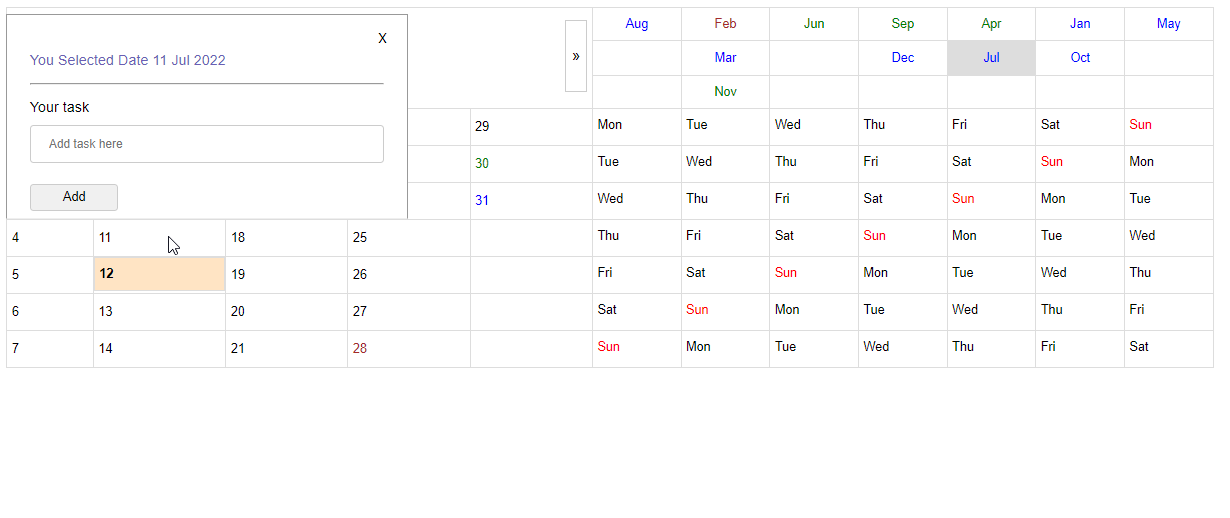 X
You Selected Date 11 Jul 2022
Your task
Add task here
Add
»
Aug Feb Jun Sep Apr Jan May
Mar Dec Jul Oct
Nov
29 Mon Tue Wed Thu Fri Sat Sun
30 Tue Wed Thu Fri Sat Sun Mon
31 Wed Thu Fri Sat Sun Mon Tue
4 11 18 25 Thu Fri Sat Sun Mon Tue Wed
5 12 19 26 Fri Sat Sun Mon Tue Wed Thu
6 13 20 27 Sat Sun Mon Tue Wed Thu Fri
7 14 21 28 Sun Mon Tue Wed Thu Fri Sat